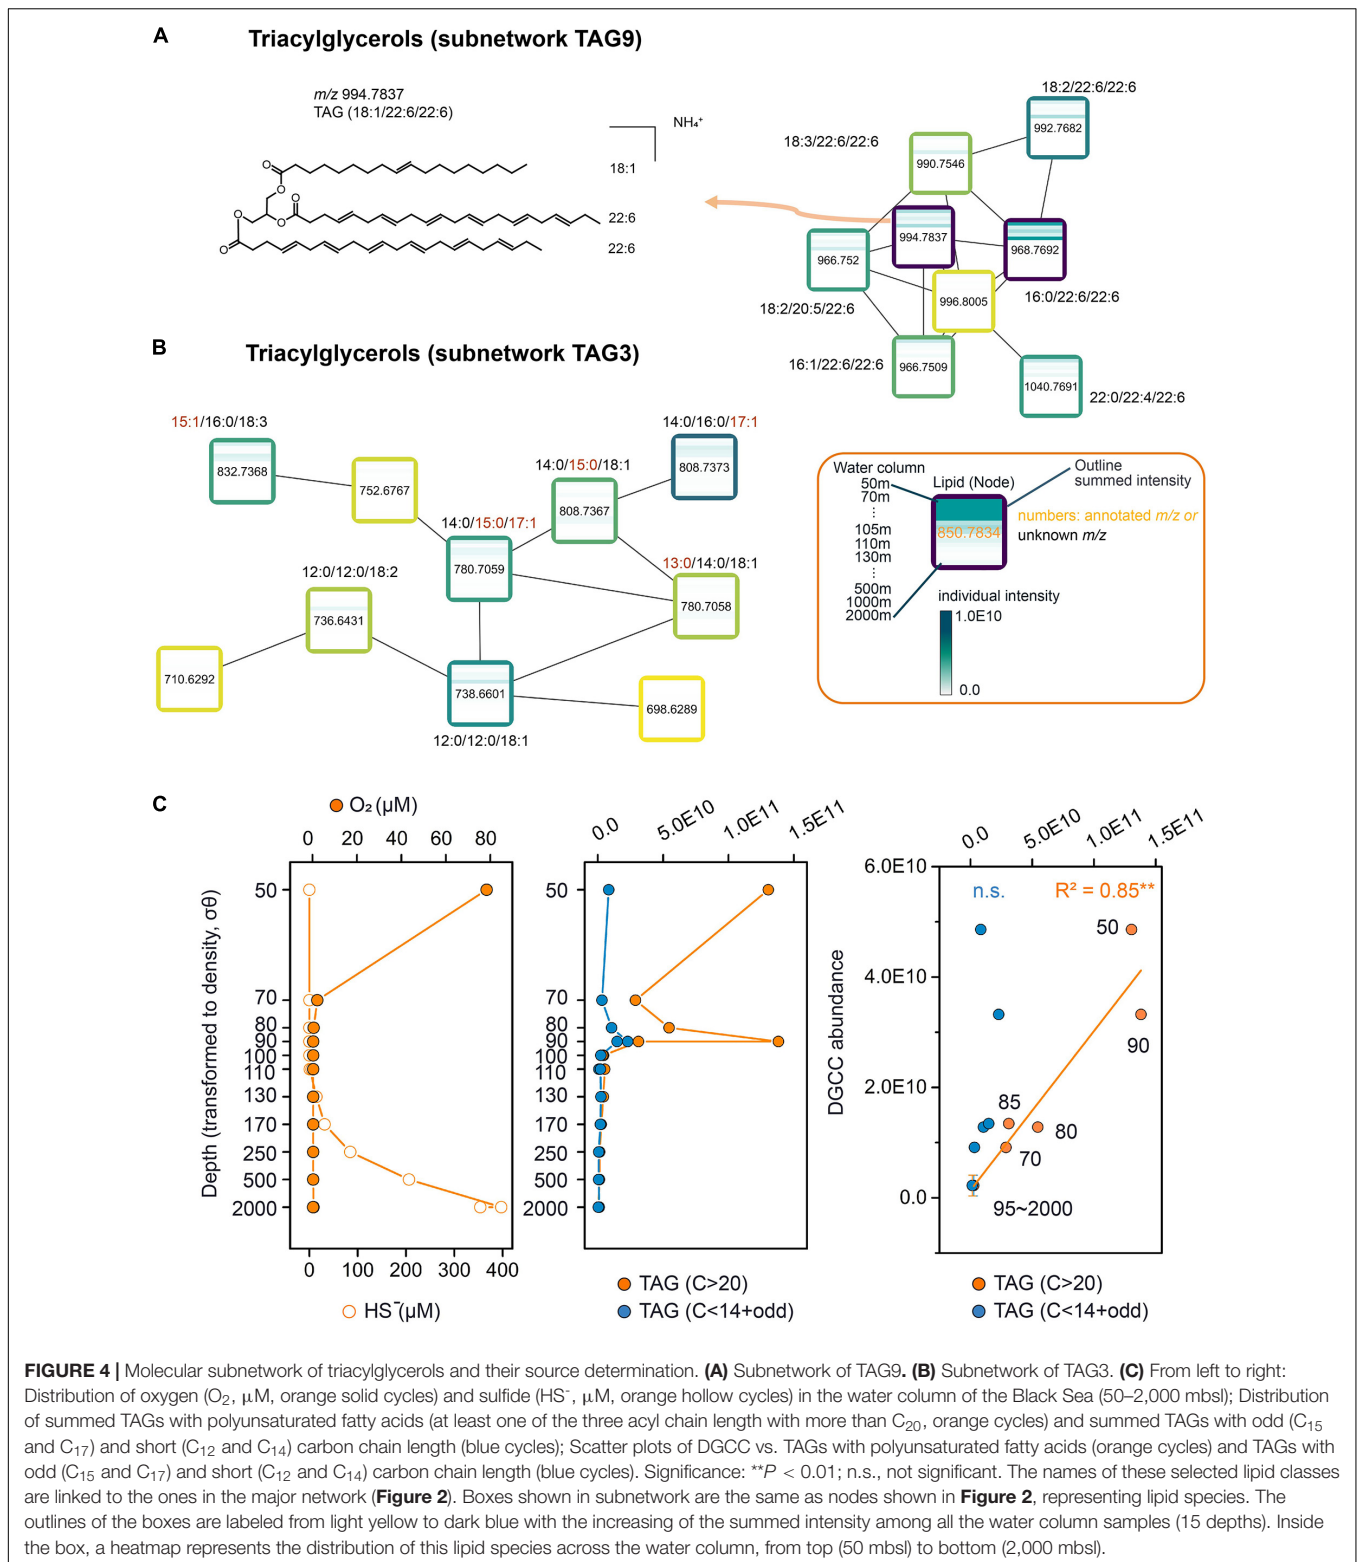 A
Triacylglycerols (subnetwork TAG9)
m/z 994.7837
TAG (18:1/22:6/22:6)
NH₄⁺
18:1
22:6
22:6
O
O
O
O
O
O
18:2/22:6/22:6
992.7682
18:3/22:6/22:6
990.7546
994.7837
968.7692
966.752
16:0/22:6/22:6
996.8005
18:2/20:5/22:6
16:1/22:6/22:6
966.7509
1040.7691
22:0/22:4/22:6
B
Triacylglycerols (subnetwork TAG3)
15:1/16:0/18:3
832.7368
752.6767
14:0/16:0/17:1
808.7373
14:0/15:0/18:1
808.7367
14:0/15:0/17:1
780.7059
13:0/14:0/18:1
780.7058
12:0/12:0/18:2
736.6431
710.6292
738.6601
698.6289
12:0/12:0/18:1
Water column
50m
70m
105m
110m
130m
500m
1000m
2000m
Lipid (Node)
850.7834
Outline
summed intensity
numbers: annotated m/z or
unknown m/z
individual intensity
1.0E10
0.0
C
O₂ (μM)
0 20 40 60 80
Depth (transformed to density, σθ)
50
70
80
90
100
110
130
170
250
500
2000
0 100 200 300 400
HS⁻(μM)
0.0 5.0E10 1.0E11 1.5E11
50
70
80
90
100
110
130
170
250
500
2000
TAG (C>20)
TAG (C<14+odd)
0.0 5.0E10 1.0E11 1.5E11
DGCC abundance
6.0E10
4.0E10
2.0E10
0.0
n.s.
R² = 0.85**
50
90
85
80
70
95~2000
TAG (C>20)
TAG (C<14+odd)
FIGURE 4 | Molecular subnetwork of triacylglycerols and their source determination. (A) Subnetwork of TAG9. (B) Subnetwork of TAG3. (C) From left to right:
Distribution of oxygen (O₂, μM, orange solid cycles) and sulfide (HS⁻, μM, orange hollow cycles) in the water column of the Black Sea (50–2,000 mbsl); Distribution
of summed TAGs with polyunsaturated fatty acids (at least one of the three acyl chain length with more than C₂₀, orange cycles) and summed TAGs with odd (C₁₅
and C₁₇) and short (C₁₂ and C₁₄) carbon chain length (blue cycles); Scatter plots of DGCC vs. TAGs with polyunsaturated fatty acids (orange cycles) and TAGs with
odd (C₁₅ and C₁₇) and short (C₁₂ and C₁₄) carbon chain length (blue cycles). Significance: **P < 0.01; n.s., not significant. The names of these selected lipid classes
are linked to the ones in the major network (Figure 2). Boxes shown in subnetwork are the same as nodes shown in Figure 2, representing lipid species. The
outlines of the boxes are labeled from light yellow to dark blue with the increasing of the summed intensity among all the water column samples (15 depths). Inside
the box, a heatmap represents the distribution of this lipid species across the water column, from top (50 mbsl) to bottom (2,000 mbsl).